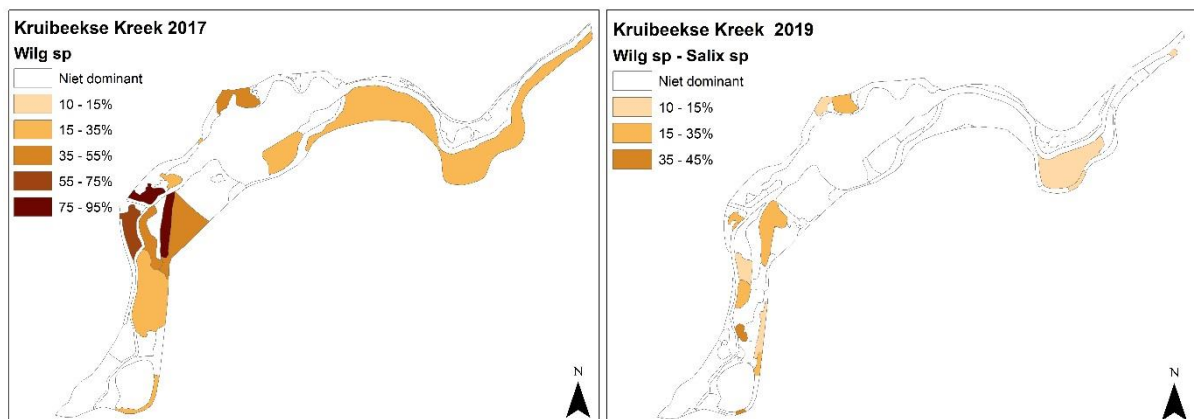 Kruibeekse Kreek 2017
Wilg sp
Niet dominant
10 - 15%
15 - 35%
35 - 55%
55 - 75%
75 - 95%
N
Kruibeekse Kreek 2019
Wilg sp - Salix sp
Niet dominant
10 - 15%
15 - 35%
35 - 45%
N